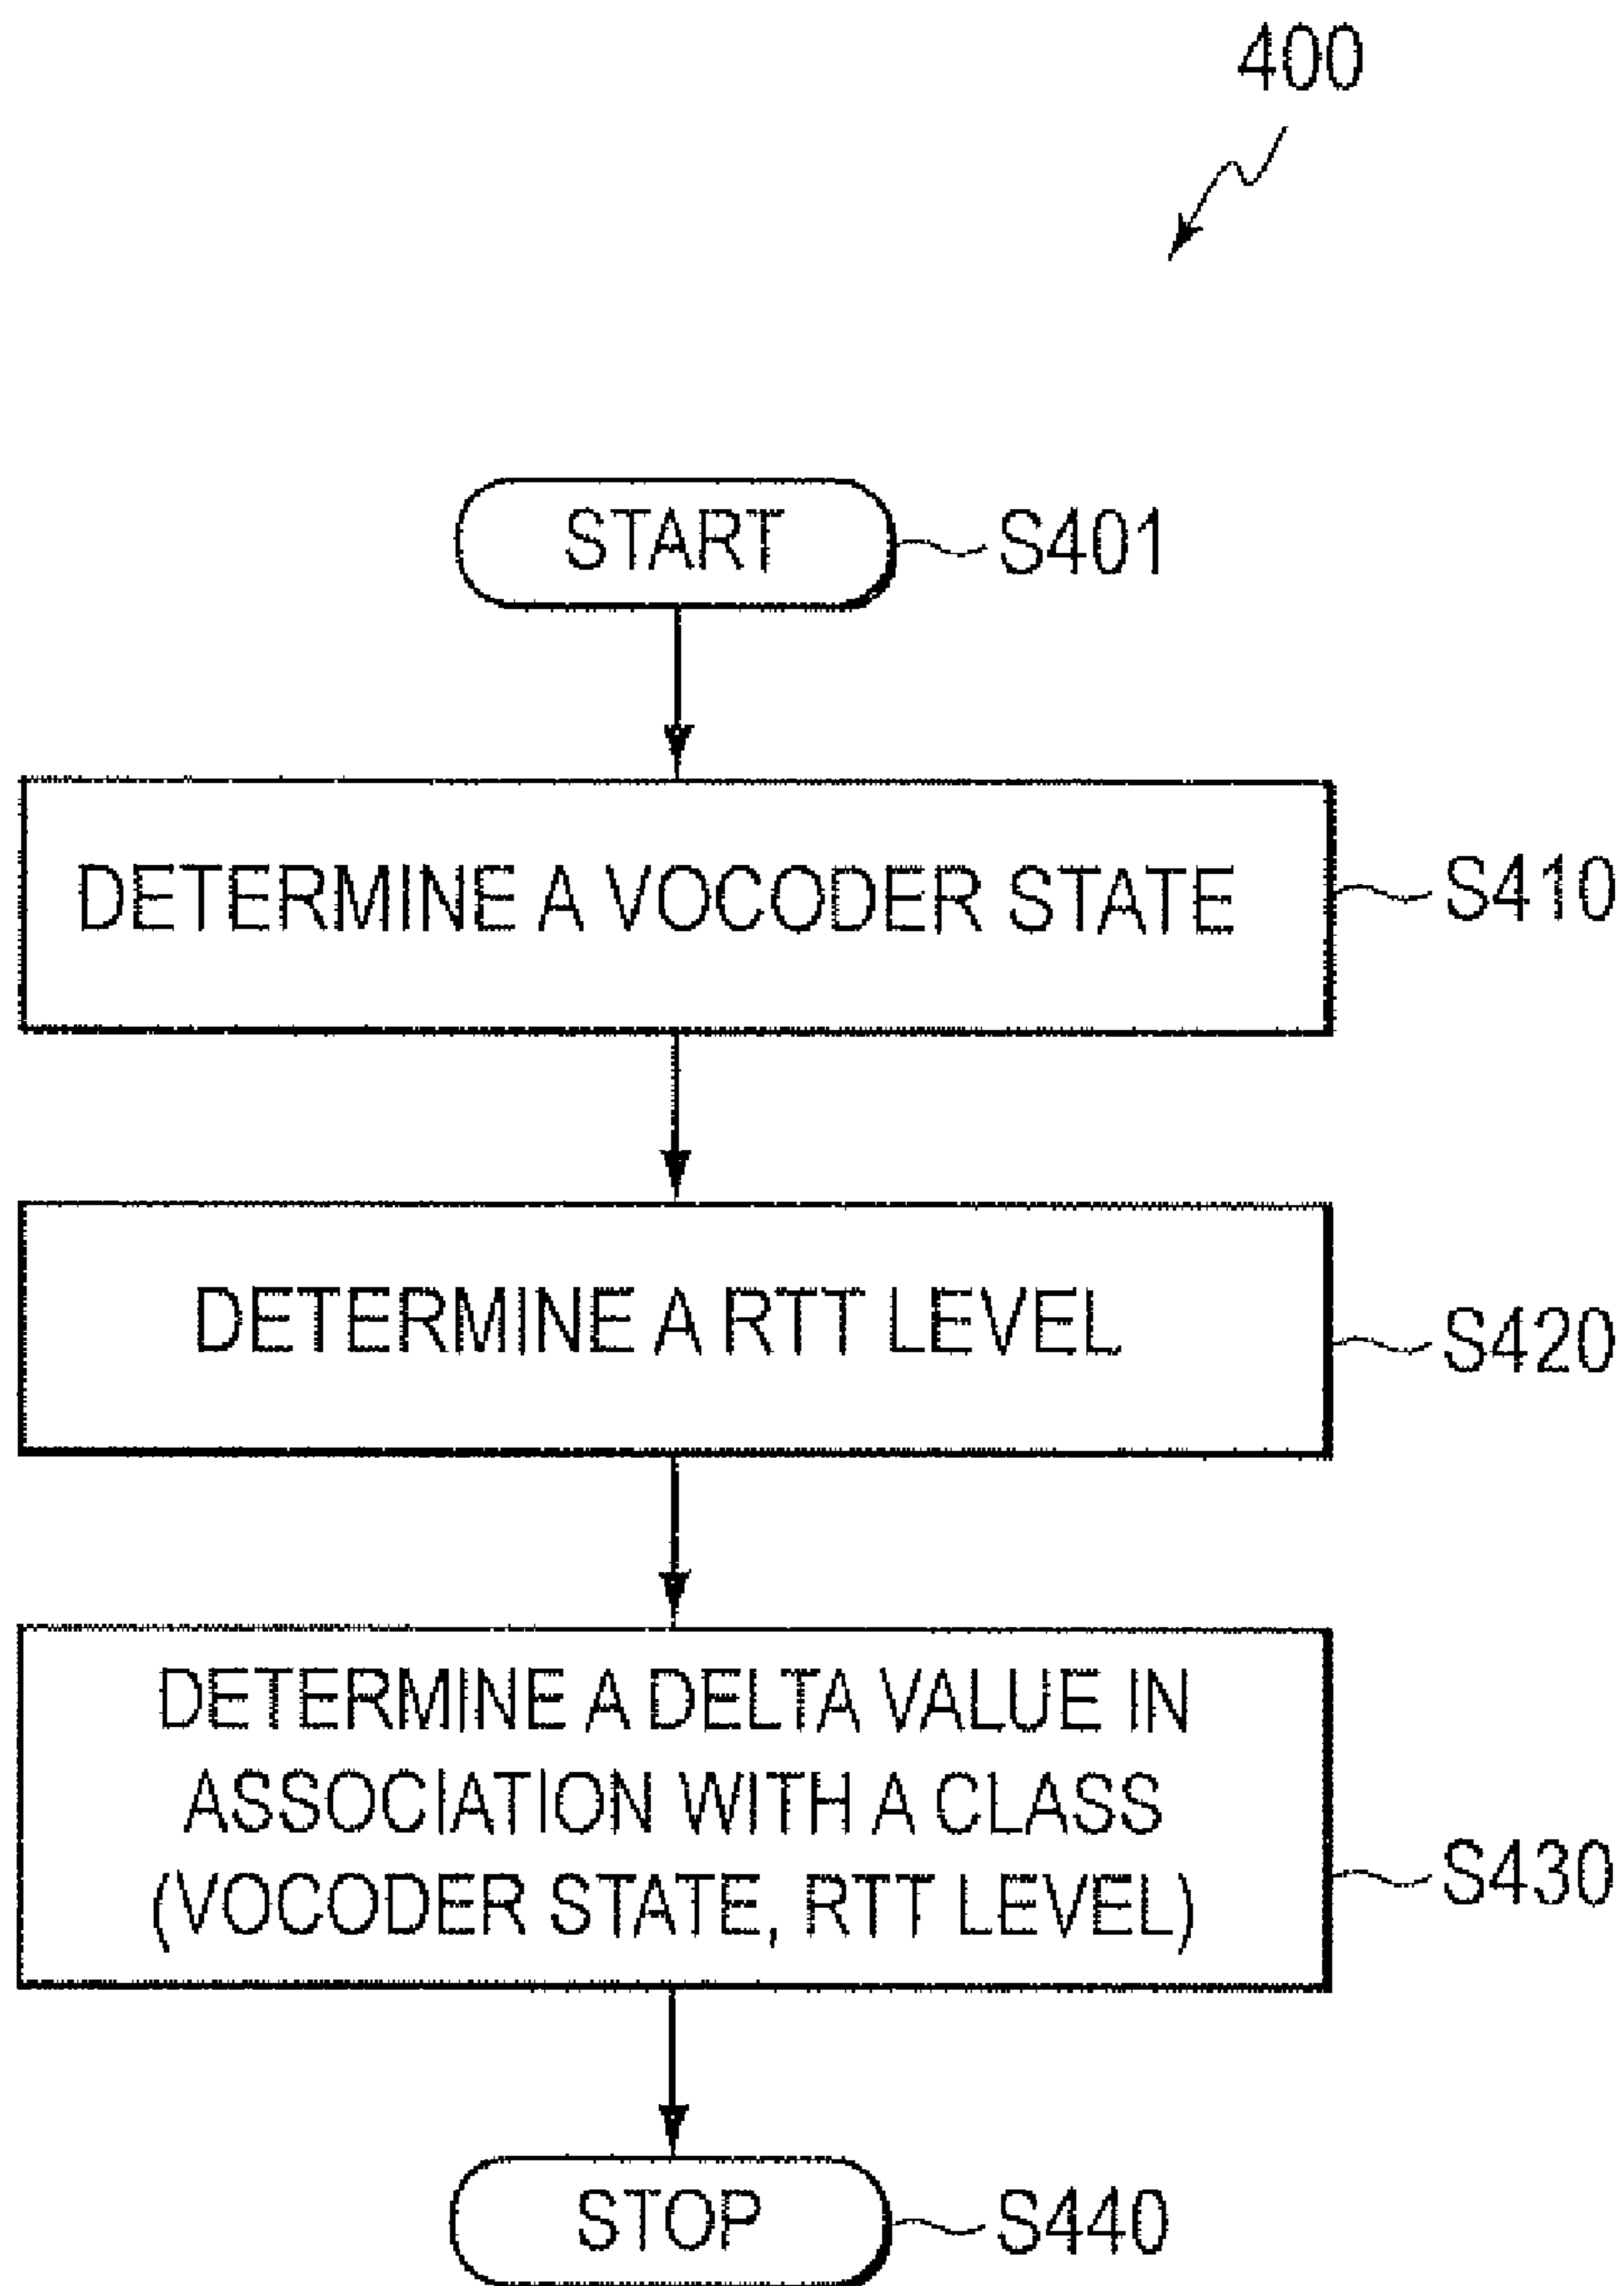 400
START
S401
DETERMINE A VOCODER STATE
S410
DETERMINE A RTT LEVEL
S420
DETERMINE A DELTA VALUE IN
ASSOCIATION WITH A CLASS
(VOCODER STATE, RTT LEVEL)
S430
STOP
S440